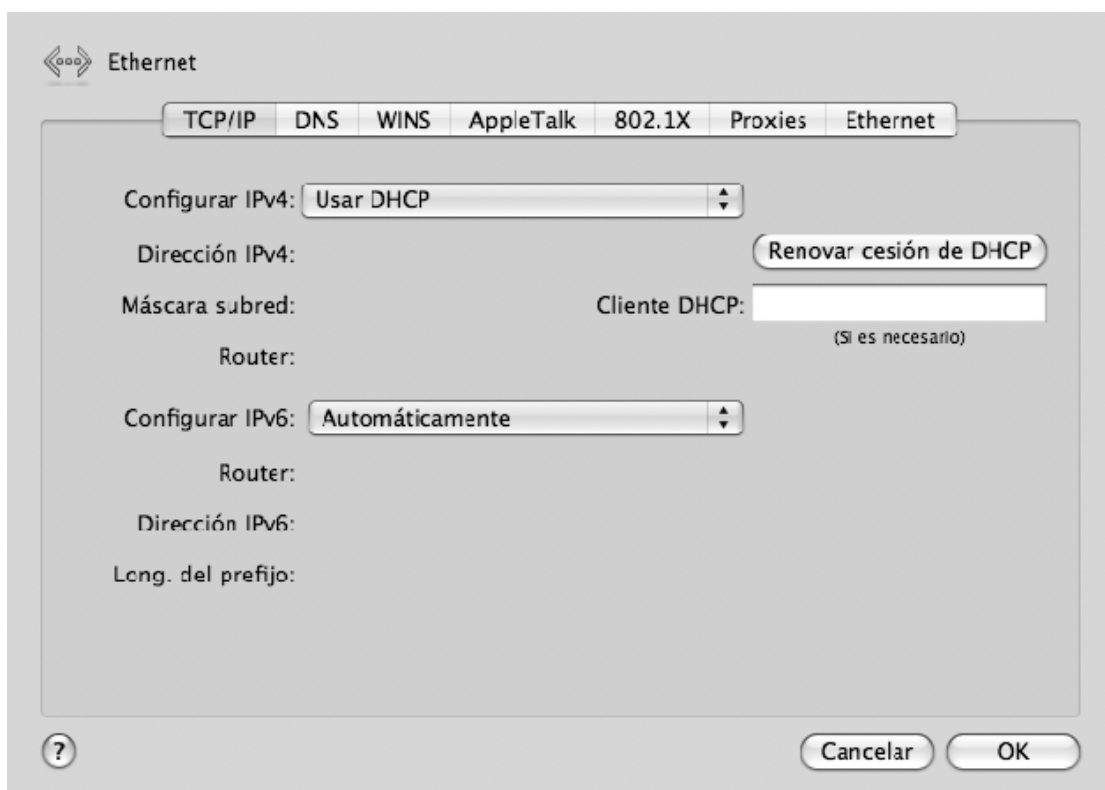 Ethernet
TCP/IP DNS WINS AppleTalk 802.1X Proxies Ethernet
Configurar IPv4: Usar DHCP
Dirección IPv4: Renovar cesión de DHCP
Máscara subred: Cliente DHCP:
(Si es necesario)
Router:
Configurar IPv6: Automáticamente
Router:
Dirección IPv6:
Long. del prefijo:
? Cancelar OK